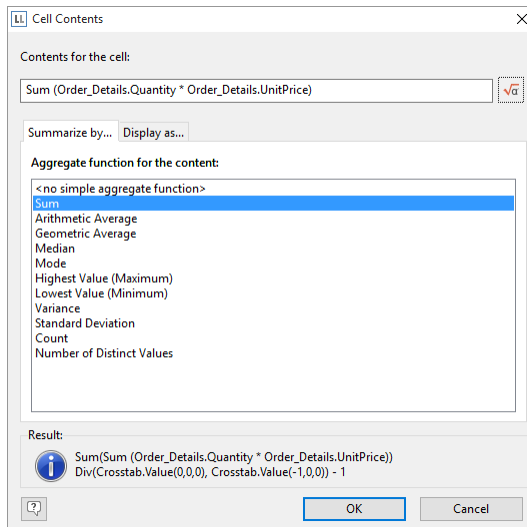 LL Cell Contents
Contents for the cell:
Sum (Order_Details.Quantity * Order_Details.UnitPrice)
√α
Summarize by... Display as...
Aggregate function for the content:
<no simple aggregate function>
Sum
Arithmetic Average
Geometric Average
Median
Mode
Highest Value (Maximum)
Lowest Value (Minimum)
Variance
Standard Deviation
Count
Number of Distinct Values
Result:
Sum(Sum (Order_Details.Quantity * Order_Details.UnitPrice))
Div(Crosstab.Value(0,0,0), Crosstab.Value(-1,0,0)) - 1
? OK Cancel